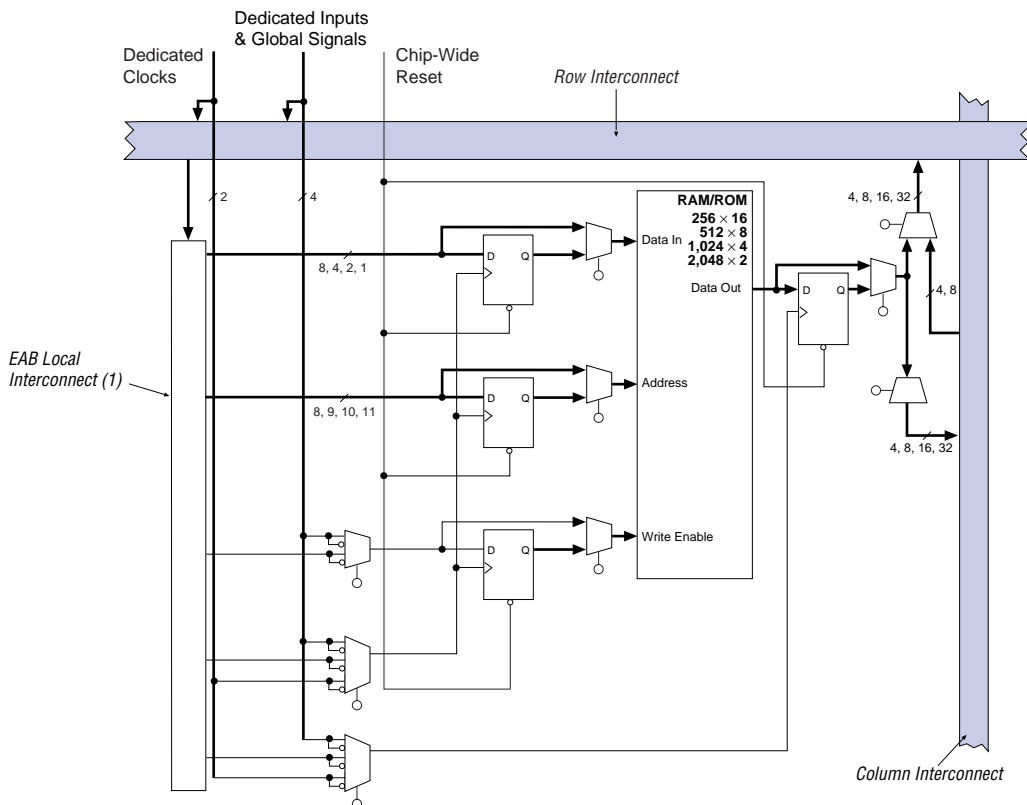 Dedicated Inputs
& Global Signals
Dedicated
Clocks
Chip-Wide
Reset
Row Interconnect
2
4
RAM/ROM
256 × 16
512 × 8
1,024 × 4
2,048 × 2
Data In
D Q
8, 4, 2, 1
Data Out
D Q
4, 8, 16, 32
4, 8
EAB Local
Interconnect (1)
D Q
8, 9, 10, 11
Address
4, 8, 16, 32
D Q
Write Enable
Column Interconnect